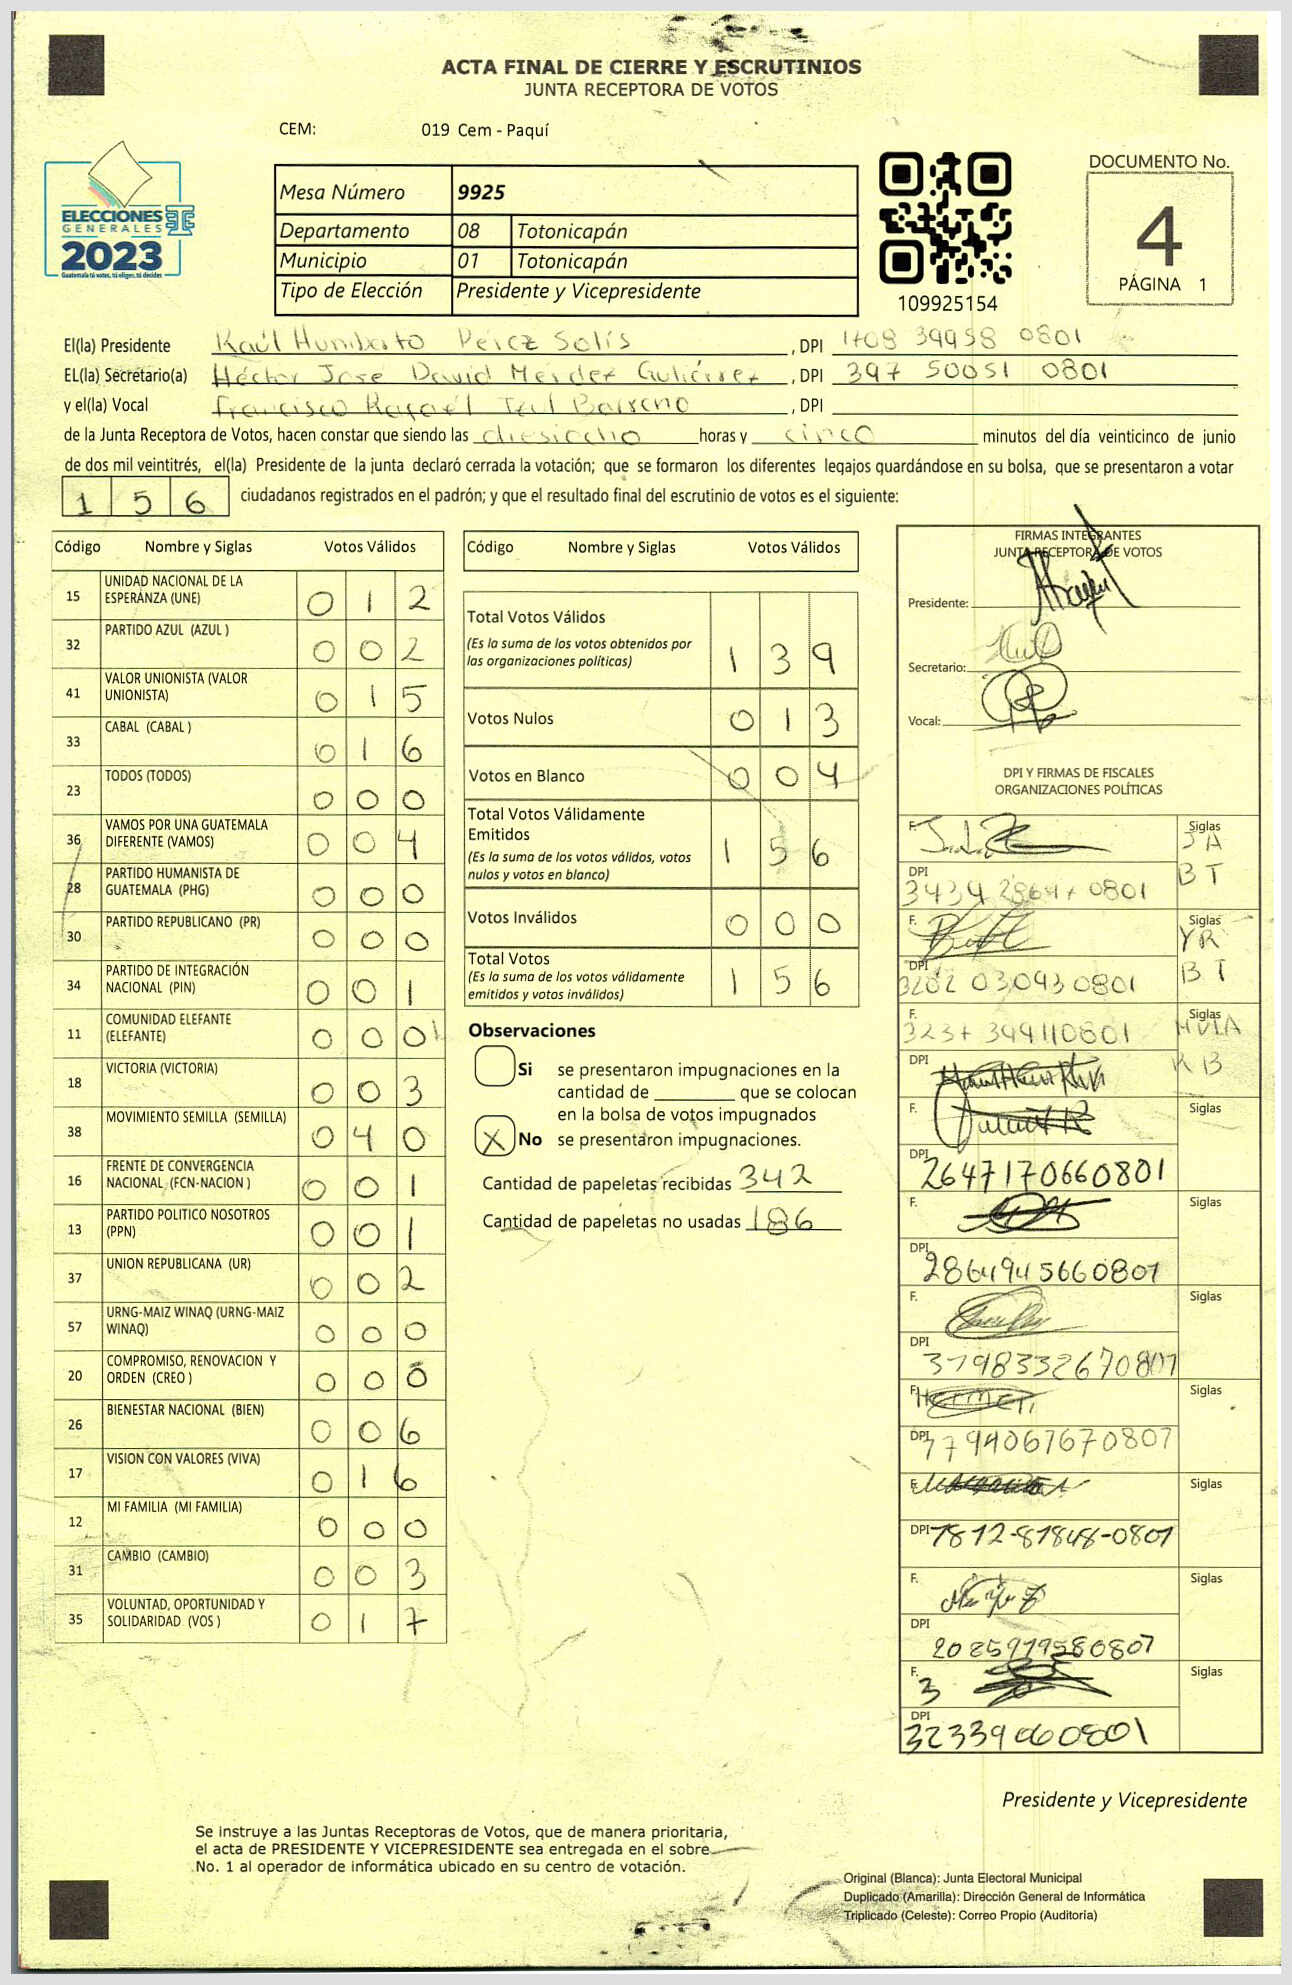 ACTA FINAL DE CIERRE Y ESCRUTINIOS
JUNTA RECEPTORA DE VOTOS
CEM: 019 Cem - Paquí
ELECCIONES
GENERALES
2023
Guatemala tú votas, tú eliges, tú decides
Mesa Número 9925
Departamento 08 Totonicapán
Municipio 01 Totonicapán
Tipo de Elección Presidente y Vicepresidente
109925154
DOCUMENTO No.
4
PÁGINA 1
El(la) Presidente Raúl Humberto Pérez Solís, DPI 1708 39958 0801
EL(la) Secretario(a) Héctor Jose David Méndez Gutiérrez, DPI 397 50051 0801
y el(la) Vocal Francisco Rafaél Barreno, DPI
de la Junta Receptora de Votos, hacen constar que siendo las diesiocho horas y cinco minutos del día veinticinco de junio
de dos mil veintitrés, el(la) Presidente de la junta declaró cerrada la votación; que se formaron los diferentes legajos guardándose en su bolsa, que se presentaron a votar
156 ciudadanos registrados en el padrón; y que el resultado final del escrutinio de votos es el siguiente:
Código Nombre y Siglas Votos Válidos
15 UNIDAD NACIONAL DE LA ESPERANZA (UNE) 0 1 2
32 PARTIDO AZUL (AZUL ) 0 0 2
41 VALOR UNIONISTA (VALOR UNIONISTA) 0 1 5
33 CABAL (CABAL ) 0 1 6
23 TODOS (TODOS) 0 0 0
36 VAMOS POR UNA GUATEMALA DIFERENTE (VAMOS) 0 0 4
28 PARTIDO HUMANISTA DE GUATEMALA (PHG) 0 0 0
30 PARTIDO REPUBLICANO (PR) 0 0 0
34 PARTIDO DE INTEGRACIÓN NACIONAL (PIN) 0 0 1
11 COMUNIDAD ELEFANTE (ELEFANTE) 0 0 0
18 VICTORIA (VICTORIA) 0 0 3
38 MOVIMIENTO SEMILLA (SEMILLA) 0 4 0
16 FRENTE DE CONVERGENCIA NACIONAL (FCN-NACION ) 0 0 1
13 PARTIDO POLITICO NOSOTROS (PPN) 0 0 1
37 UNION REPUBLICANA (UR) 0 0 2
57 URNG-MAIZ WINAQ (URNG-MAIZ WINAQ) 0 0 0
20 COMPROMISO, RENOVACION Y ORDEN (CREO ) 0 0 0
26 BIENESTAR NACIONAL (BIEN) 0 0 6
17 VISION CON VALORES (VIVA) 0 1 6
12 MI FAMILIA (MI FAMILIA) 0 0 0
31 CAMBIO (CAMBIO) 0 0 3
35 VOLUNTAD, OPORTUNIDAD Y SOLIDARIDAD (VOS ) 0 1 7
Código Nombre y Siglas Votos Válidos
Total Votos Válidos 1 3 9
(Es la suma de los votos obtenidos por
las organizaciones políticas)
Votos Nulos 0 1 3
Votos en Blanco 0 0 4
Total Votos Válidamente
Emitidos 1 5 6
(Es la suma de los votos válidos, votos
nulos y votos en blanco)
Votos Inválidos 0 0 0
Total Votos 1 5 6
(Es la suma de los votos válidamente
emitidos y votos inválidos)
Observaciones
Si se presentaron impugnaciones en la
cantidad de ________ que se colocan
en la bolsa de votos impugnados
X No se presentaron impugnaciones.
Cantidad de papeletas recibidas 342
Cantidad de papeletas no usadas 186
FIRMAS INTEGRANTES
JUNTA RECEPTORA DE VOTOS
Presidente:
Secretario:
Vocal:
DPI Y FIRMAS DE FISCALES
ORGANIZACIONES POLÍTICAS
F. Siglas JA
DPI BT
F. Siglas YR
DPI 3202 03093 0801 BT
F. Siglas
DPI KB
F. Siglas
DPI 2647170660801
F. Siglas
DPI 2864945660801
F. Siglas
DPI 3798332670807
F. Siglas
DPI 7794067670807
F. Siglas
DPI 7812-81848-0801
F. Siglas
DPI 2085979580807
F. 3 Siglas
DPI 32339060801
Presidente y Vicepresidente
Se instruye a las Juntas Receptoras de Votos, que de manera prioritaria,
el acta de PRESIDENTE Y VICEPRESIDENTE sea entregada en el sobre
No. 1 al operador de informática ubicado en su centro de votación.
Original (Blanca): Junta Electoral Municipal
Duplicado (Amarilla): Dirección General de Informática
Triplicado (Celeste): Correo Propio (Auditoría)